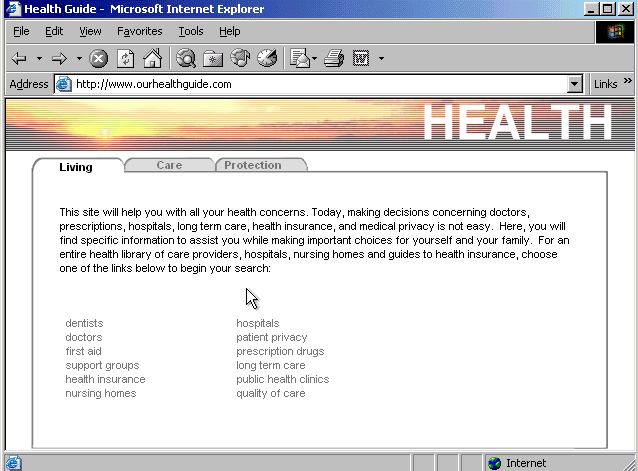 Health Guide - Microsoft Internet Explorer
File Edit View Favorites Tools Help
Address http://www.ourhealthguide.com Links »
HEALTH
Living Care Protection
This site will help you with all your health concerns. Today, making decisions concerning doctors,
prescriptions, hospitals, long term care, health insurance, and medical privacy is not easy. Here, you will
find specific information to assist you while making important choices for yourself and your family. For an
entire health library of care providers, hospitals, nursing homes and guides to health insurance, choose
one of the links below to begin your search:
dentists
doctors
first aid
support groups
health insurance
nursing homes
hospitals
patient privacy
prescription drugs
long term care
public health clinics
quality of care
Internet